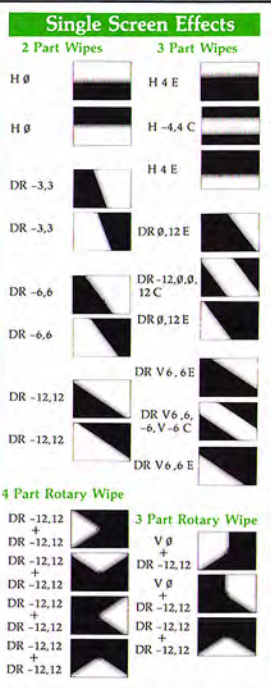 Single Screen Effects
2 Part Wipes
H Ø
H Ø
DR -3,3
DR -3,3
DR -6,6
DR -6,6
DR -12,12
DR -12,12
3 Part Wipes
H 4 E
H -4,4 C
H 4 E
DR Ø,12 E
DR -12,Ø,Ø,
12 C
DR Ø,12 E
DR V6,6E
DR V6,6,
-6,V-6 C
DR V6,6 E
4 Part Rotary Wipe
DR -12,12
+
DR -12,12
DR -12,12
+
DR -12,12
DR -12,12
+
DR -12,12
DR -12,12
+
DR -12,12
3 Part Rotary Wipe
V Ø
+
DR -12,12
V Ø
+
DR -12,12
DR -12,12
+
DR -12,12